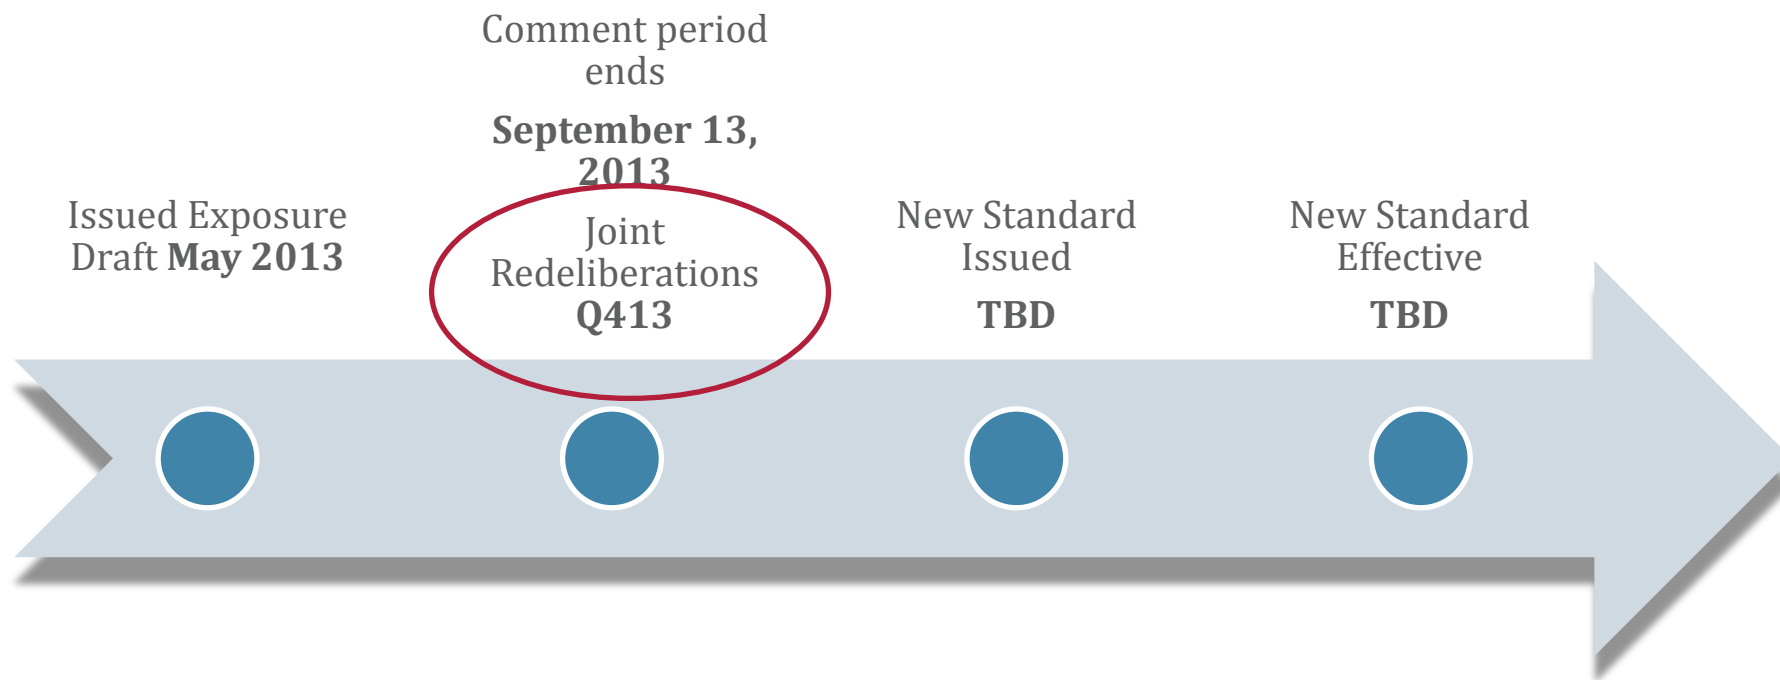 Issued Exposure
Draft May 2013
Comment period
ends
September 13,
2013
Joint
Redeliberations
Q413
New Standard
Issued
TBD
New Standard
Effective
TBD